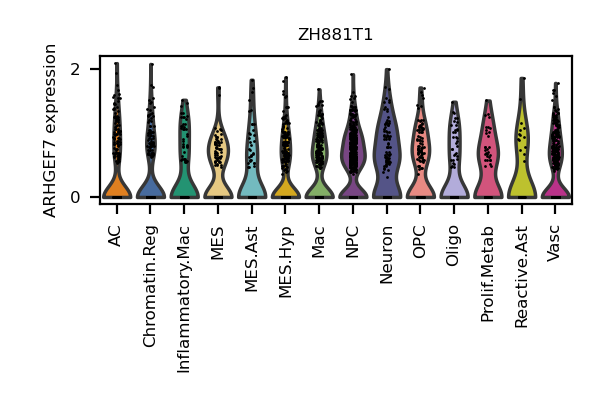 ZH881T1
ARHGEF7 expression
2
0
AC
Chromatin.Reg
Inflammatory.Mac
MES
MES.Ast
MES.Hyp
Mac
NPC
Neuron
OPC
Oligo
Prolif.Metab
Reactive.Ast
Vasc